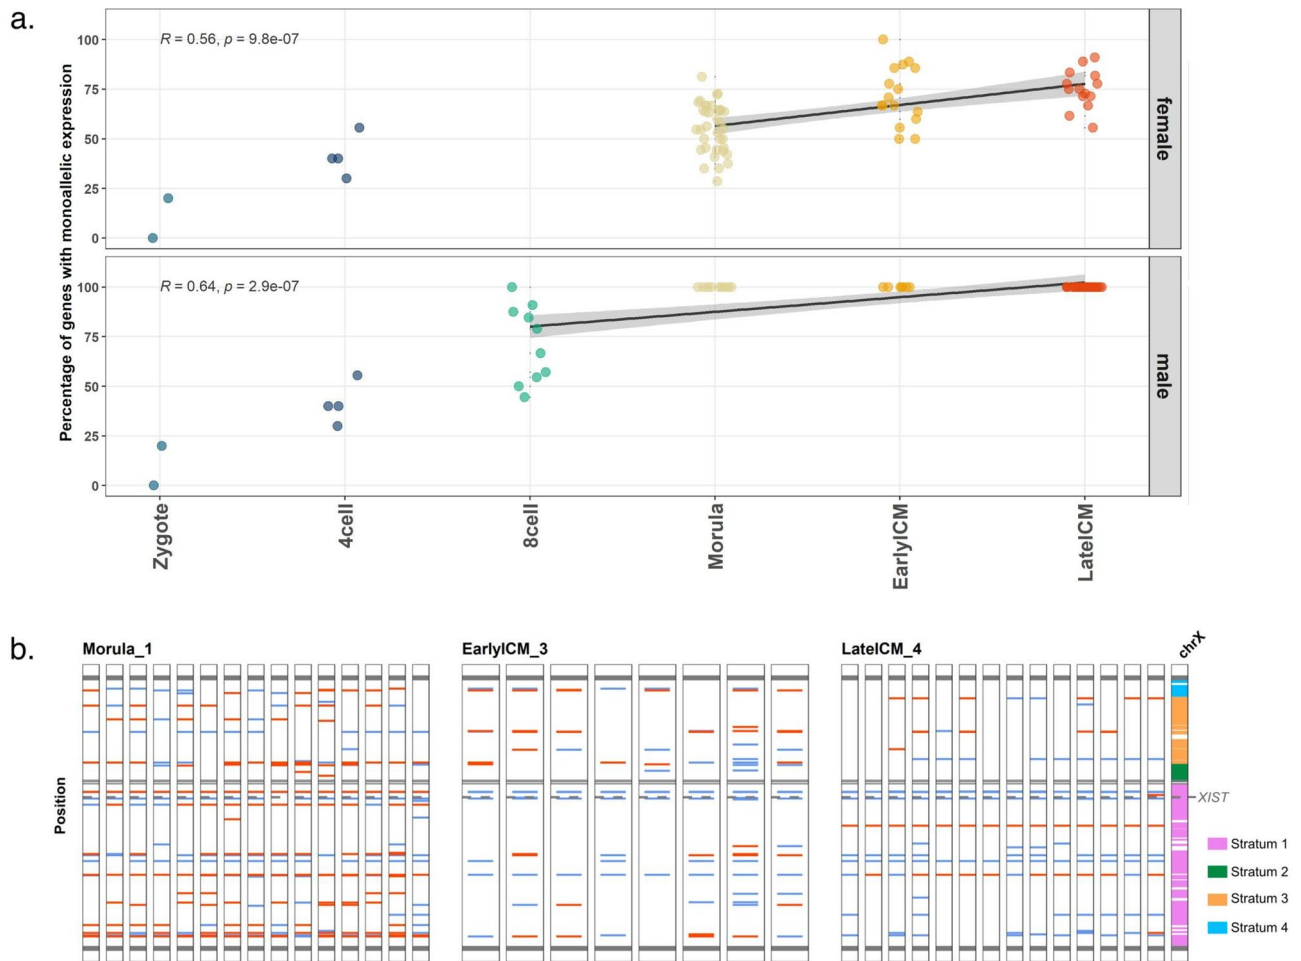 a.
Percentage of genes with monoallelic expression
R = 0.56, p = 9.8e-07
100
75
50
25
0
female
R = 0.64, p = 2.9e-07
100
75
50
25
0
male
Zygote
4cell
8cell
Morula
EarlyICM
LateICM
b.
Morula_1
EarlyICM_3
LateICM_4
chrX
Position
XIST
Stratum 1
Stratum 2
Stratum 3
Stratum 4